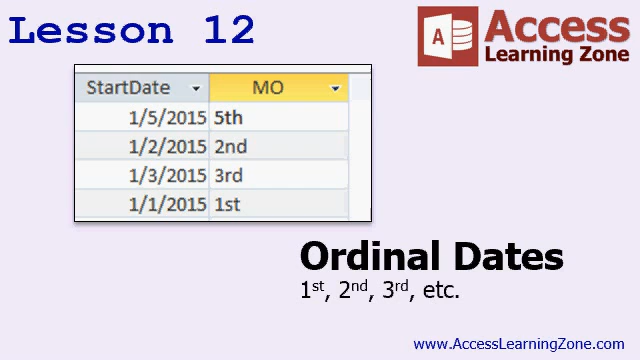 Lesson 12
A Access
Learning Zone
StartDate MO
1/5/2015 5th
1/2/2015 2nd
1/3/2015 3rd
1/1/2015 1st
Ordinal Dates
1st, 2nd, 3rd, etc.
www.AccessLearningZone.com